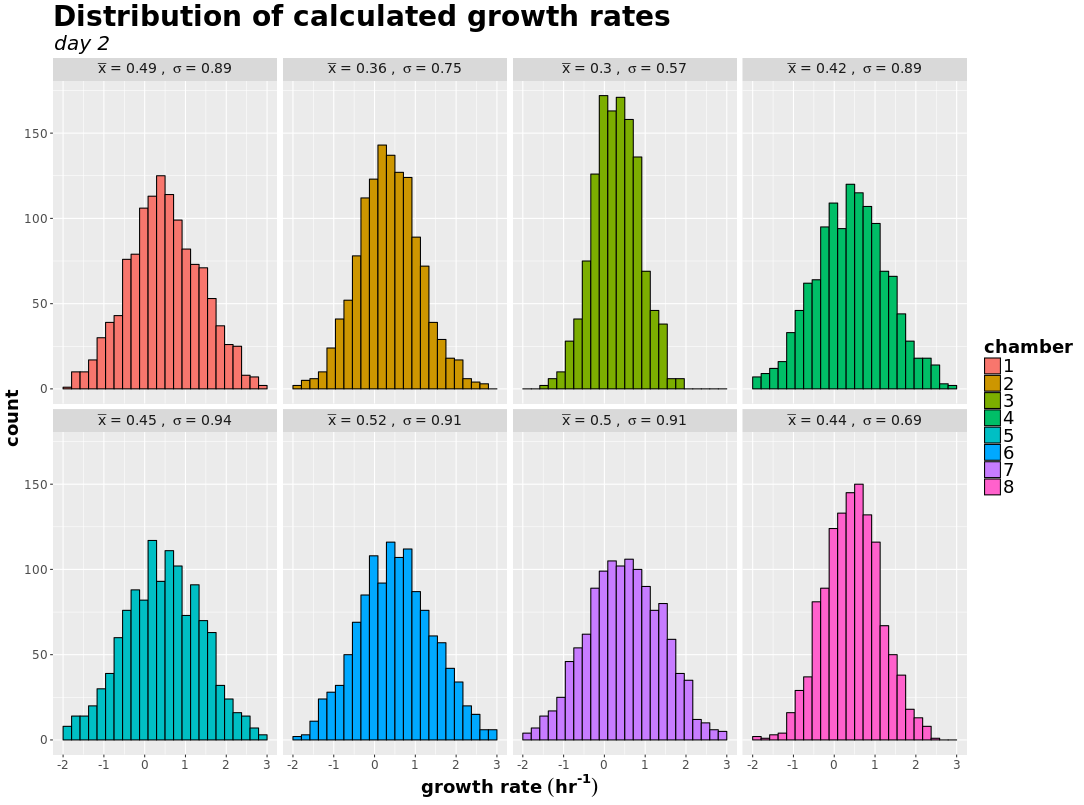 Distribution of calculated growth rates
day 2
x̅ = 0.49 , σ = 0.89
x̅ = 0.36 , σ = 0.75
x̅ = 0.3 , σ = 0.57
x̅ = 0.42 , σ = 0.89
150
100
50
0
x̅ = 0.45 , σ = 0.94
x̅ = 0.52 , σ = 0.91
x̅ = 0.5 , σ = 0.91
x̅ = 0.44 , σ = 0.69
150
100
50
0
-2 -1 0 1 2 3
-2 -1 0 1 2 3
-2 -1 0 1 2 3
-2 -1 0 1 2 3
count
growth rate (hr⁻¹)
chamber
1
2
3
4
5
6
7
8